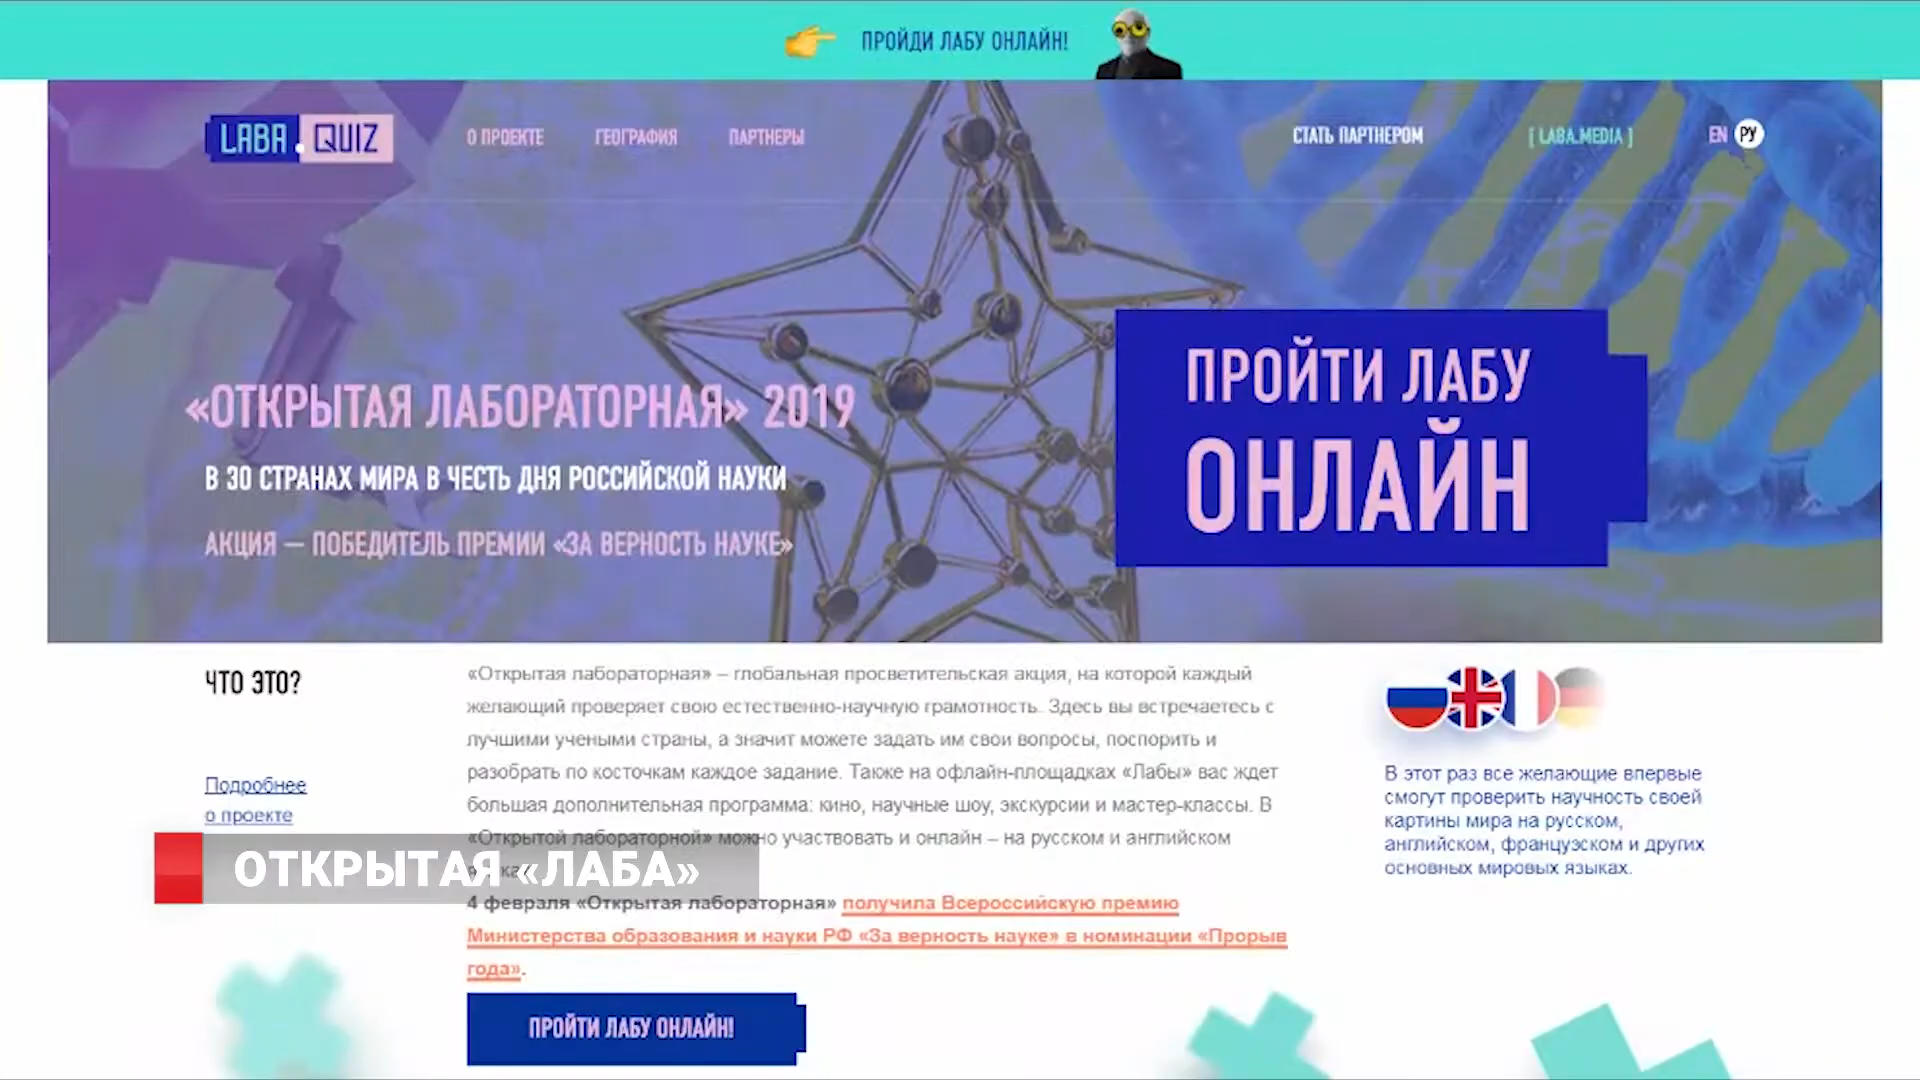 ПРОЙДИ ЛАБУ ОНЛАЙН!
LABA.QUIZ О ПРОЕКТЕ ГЕОГРАФИЯ ПАРТНЕРЫ СТАТЬ ПАРТНЕРОМ [ LABA.MEDIA ] EN РУ
«ОТКРЫТАЯ ЛАБОРАТОРНАЯ» 2019
В 30 СТРАНАХ МИРА В ЧЕСТЬ ДНЯ РОССИЙСКОЙ НАУКИ
АКЦИЯ — ПОБЕДИТЕЛЬ ПРЕМИИ «ЗА ВЕРНОСТЬ НАУКЕ»
ПРОЙТИ ЛАБУ
ОНЛАЙН
ЧТО ЭТО?
Подробнее
о проекте
«Открытая лабораторная» – глобальная просветительская акция, на которой каждый
желающий проверяет свою естественно-научную грамотность. Здесь вы встречаетесь с
лучшими учеными страны, а значит можете задать им свои вопросы, поспорить и
разобрать по косточкам каждое задание. Также на офлайн-площадках «Лабы» вас ждет
большая дополнительная программа: кино, научные шоу, экскурсии и мастер-классы. В
«Открытой лабораторной» можно участвовать и онлайн – на русском и английском
4 февраля «Открытая лабораторная» получила Всероссийскую премию
Министерства образования и науки РФ «За верность науке» в номинации «Прорыв
года».
ПРОЙТИ ЛАБУ ОНЛАЙН!
В этот раз все желающие впервые
смогут проверить научность своей
картины мира на русском,
английском, французском и других
основных мировых языках.
ОТКРЫТАЯ «ЛАБА»